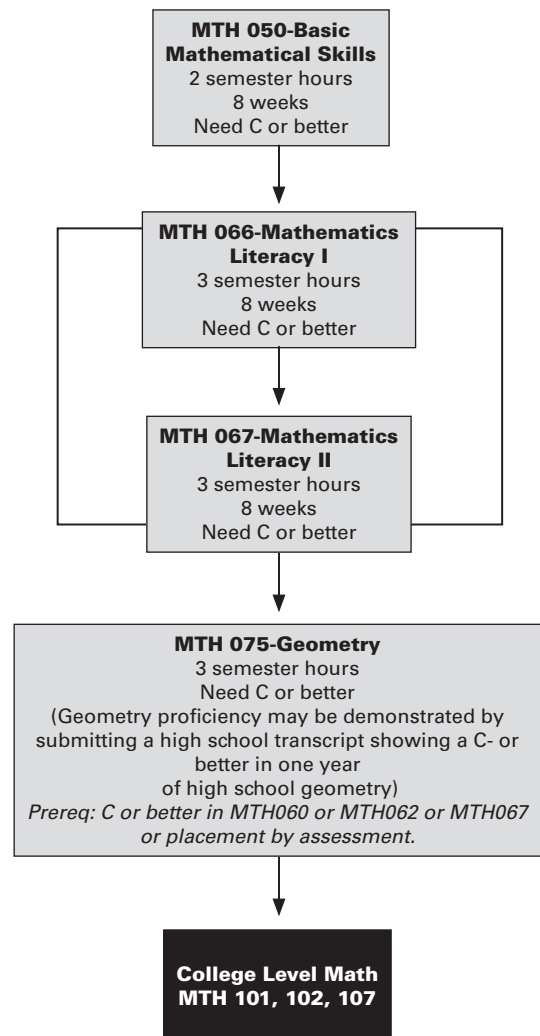 MTH 050-Basic
Mathematical Skills
2 semester hours
8 weeks
Need C or better
MTH 066-Mathematics
Literacy I
3 semester hours
8 weeks
Need C or better
MTH 067-Mathematics
Literacy II
3 semester hours
8 weeks
Need C or better
MTH 075-Geometry
3 semester hours
Need C or better
(Geometry proficiency may be demonstrated by
submitting a high school transcript showing a C- or
better in one year
of high school geometry)
Prereq: C or better in MTH060 or MTH062 or MTH067
or placement by assessment.
College Level Math
MTH 101, 102, 107